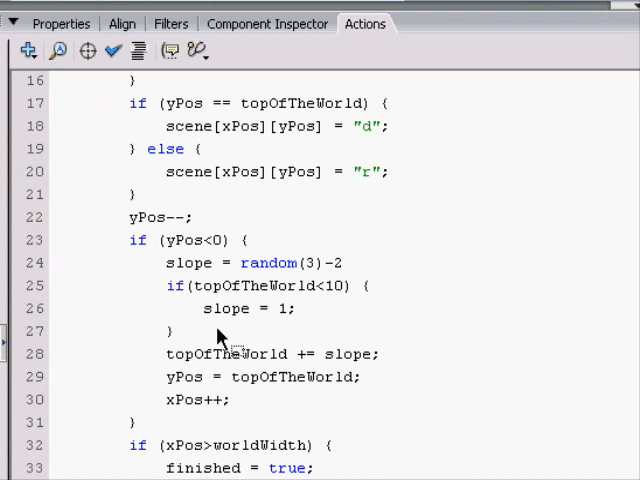 Properties Align Filters Component Inspector Actions
16 }
17 if (yPos == topOfTheWorld) {
18 scene[xPos][yPos] = "d";
19 } else {
20 scene[xPos][yPos] = "r";
21 }
22 yPos--;
23 if (yPos<0) {
24 slope = random(3)-2
25 if(topOfTheWorld<10) {
26 slope = 1;
27 }
28 topOfTheWorld += slope;
29 yPos = topOfTheWorld;
30 xPos++;
31 }
32 if (xPos>worldWidth) {
33 finished = true;